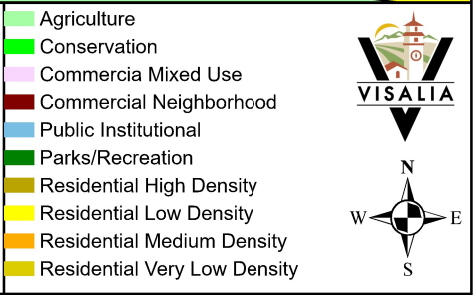 Agriculture
Conservation
Commercia Mixed Use
Commercial Neighborhood
Public Institutional
Parks/Recreation
Residential High Density
Residential Low Density
Residential Medium Density
Residential Very Low Density
VISALIA
N
W E
S